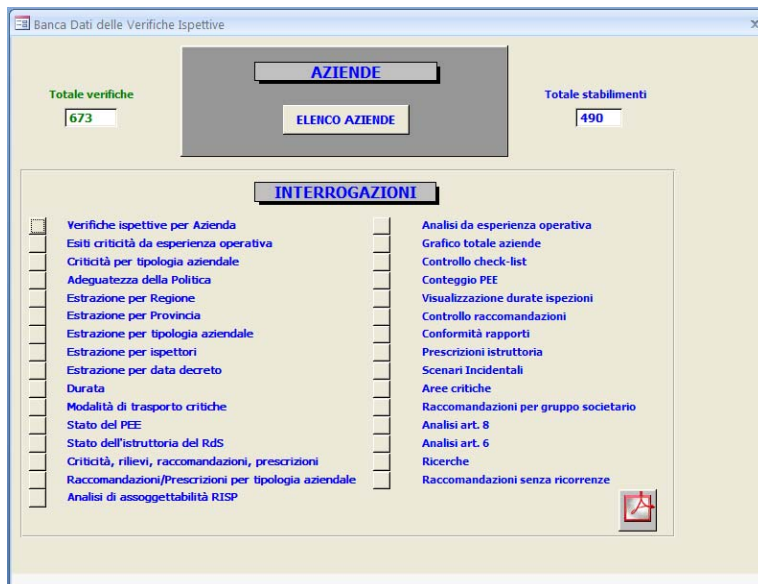 Banca Dati delle Verifiche Ispettive
x
AZIENDE
Totale verifiche
673
ELENCO AZIENDE
Totale stabilimenti
490
INTERROGAZIONI
Verifiche ispettive per Azienda
Esiti criticità da esperienza operativa
Criticità per tipologia aziendale
Adeguatezza della Politica
Estrazione per Regione
Estrazione per Provincia
Estrazione per tipologia aziendale
Estrazione per ispettori
Estrazione per data decreto
Durata
Modalità di trasporto critiche
Stato del PEE
Stato dell'istruttoria del RdS
Criticità, rilievi, raccomandazioni, prescrizioni
Raccomandazioni/Prescrizioni per tipologia aziendale
Analisi di assoggettabilità RISP
Analisi da esperienza operativa
Grafico totale aziende
Controllo check-list
Conteggio PEE
Visualizzazione durate ispezioni
Controllo raccomandazioni
Conformità rapporti
Prescrizioni istruttoria
Scenari Incidentali
Aree critiche
Raccomandazioni per gruppo societario
Analisi art. 8
Analisi art. 6
Ricerche
Raccomandazioni senza ricorrenze